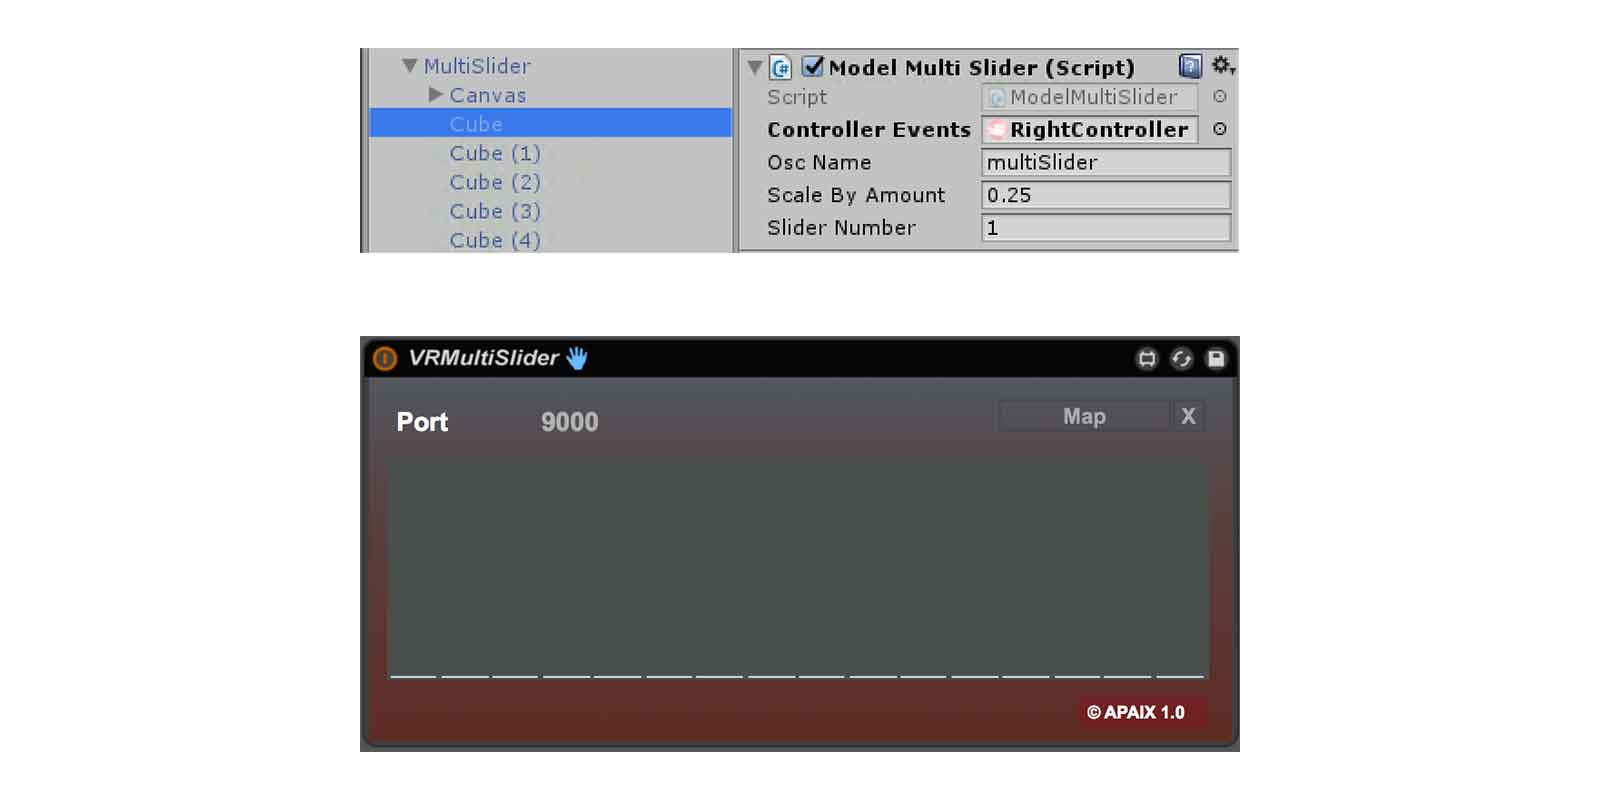 MultiSlider
Canvas
Cube
Cube (1)
Cube (2)
Cube (3)
Cube (4)
Model Multi Slider (Script)
Script ModelMultiSlider
Controller Events RightController
Osc Name multiSlider
Scale By Amount 0.25
Slider Number 1
VRMultiSlider
Port 9000 Map X
© APAIX 1.0